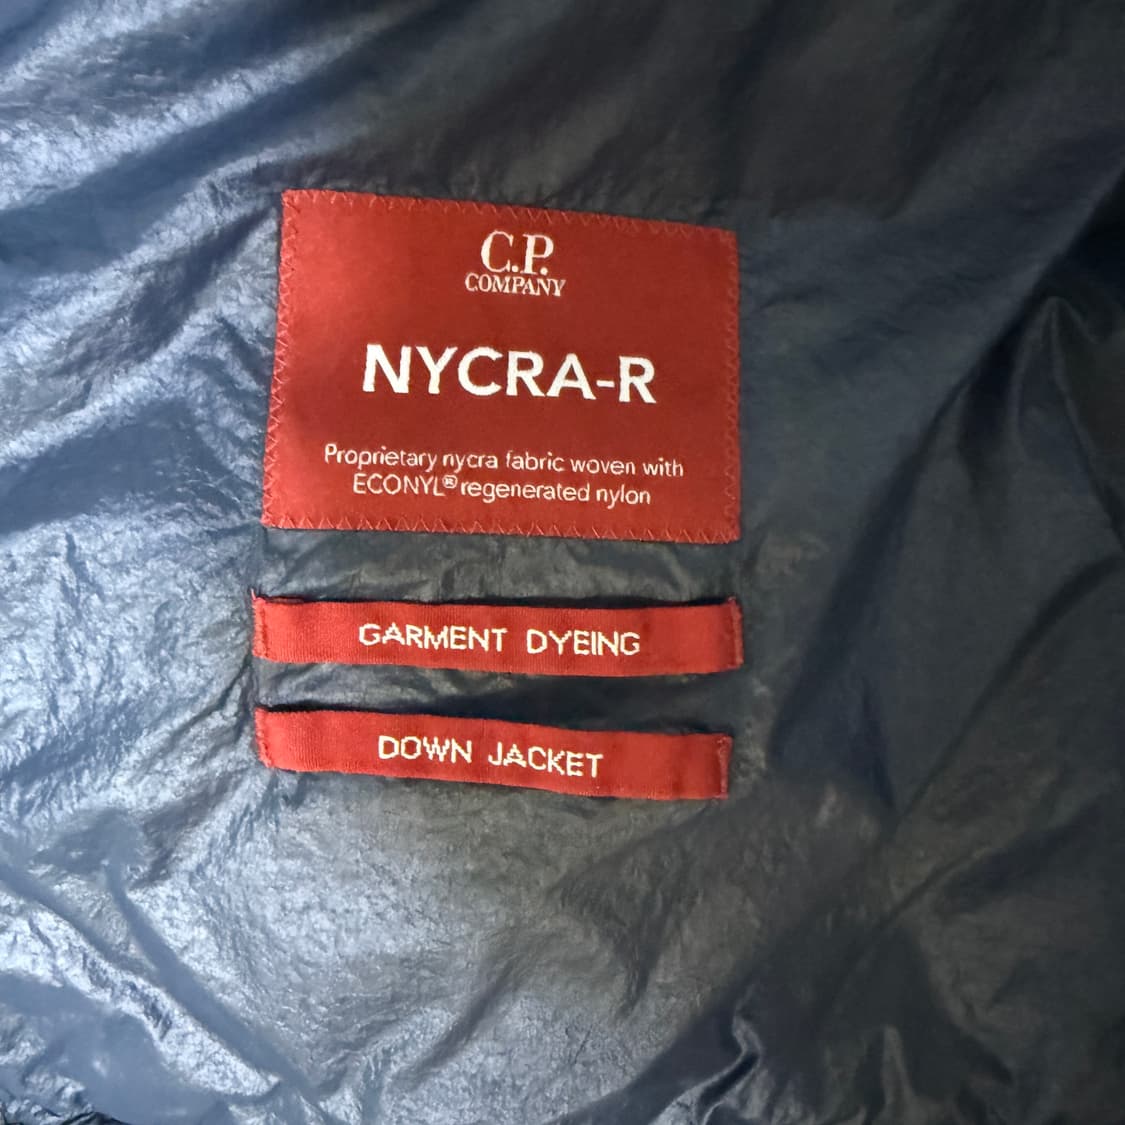 C.P.
COMPANY
NYCRA-R
Proprietary nycra fabric woven with
ECONYL® regenerated nylon
GARMENT DYEING
DOWN JACKET